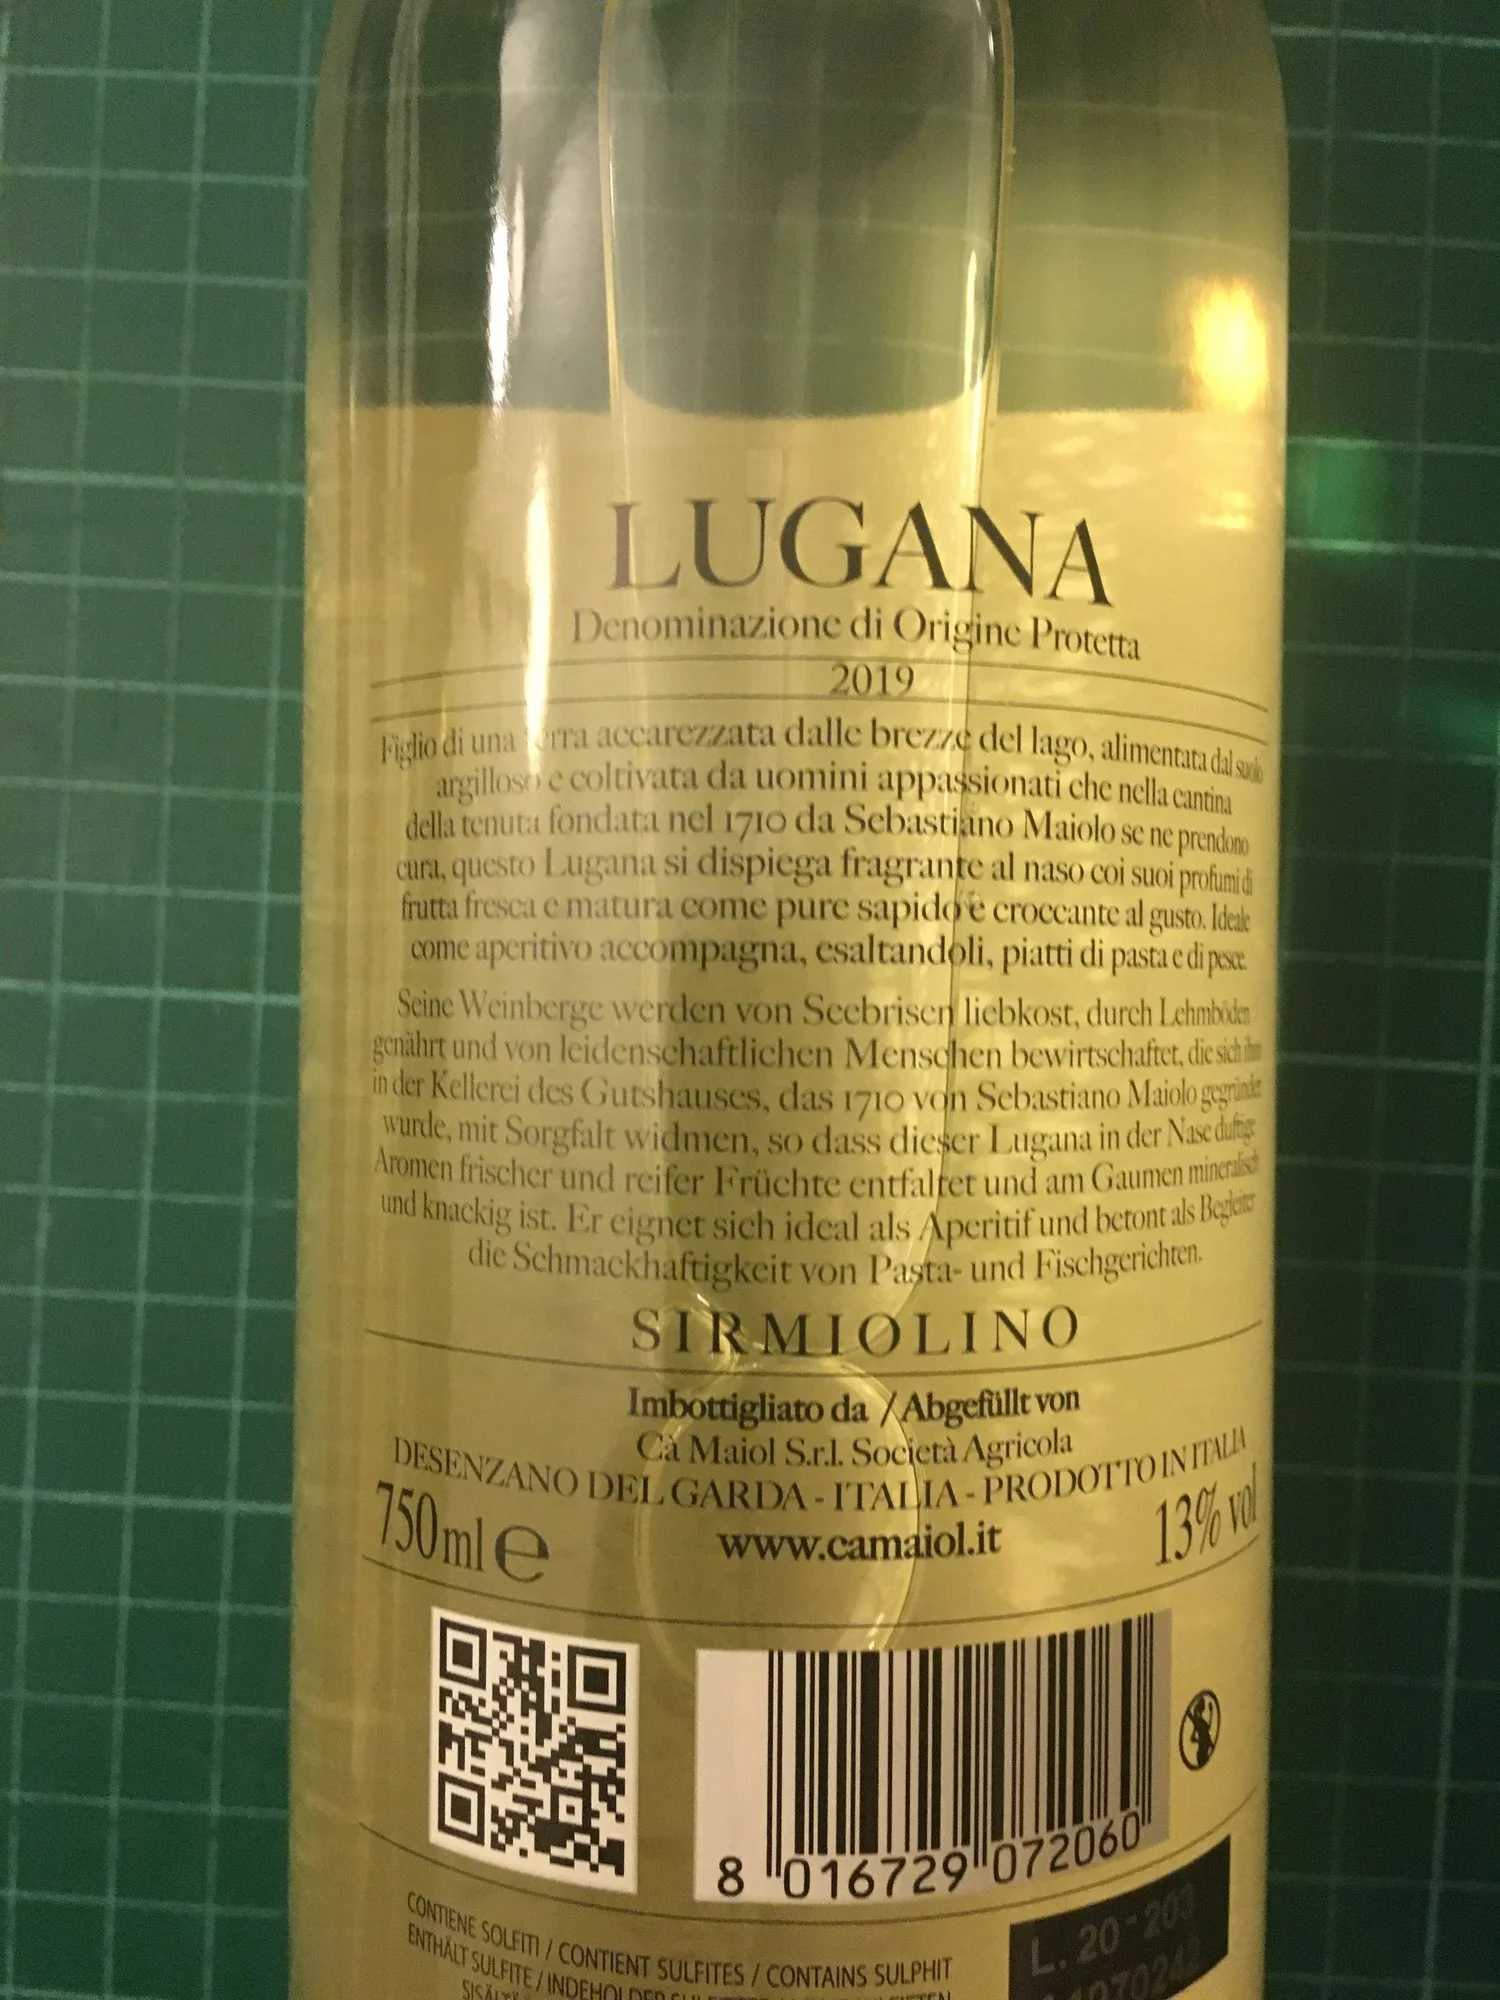 LUGANA
Denominazione di Origine Protetta
2019
Figlio di una terra accarezzata dalle brezze del lago, alimentata dal suolo
argilloso e coltivata da uomini appassionati che nella cantina
della tenuta fondata nel 1710 da Sebastiano Maiolo se ne prendono
cura, questo Lugana si dispiega fragrante al naso coi suoi profumi di
frutta fresca e matura come pure sapido e croccante al gusto. Ideale
come aperitivo accompagna, esaltandoli, piatti di pasta e di pesce.
Seine Weinberge werden von Seebrisen liebkost, durch Lehmböden
genährt und von leidenschaftlichen Menschen bewirtschaftet, die sich ihm
in der Kellerei des Gutshauses, das 1710 von Sebastiano Maiolo gegründet
wurde, mit Sorgfalt widmen, so dass dieser Lugana in der Nase duftige
Aromen frischer und reifer Früchte entfaltet und am Gaumen mineralisch
und knackig ist. Er eignet sich ideal als Aperitif und betont als Begleiter
die Schmackhaftigkeit von Pasta- und Fischgerichten.
SIRMIOLINO
Imbottigliato da / Abgefüllt von
Cà Maiol S.r.l. Società Agricola
DESENZANO DEL GARDA - ITALIA - PRODOTTO IN ITALIA
750ml e www.camaiol.it 13% vol
8 016729 072060
CONTIENE SOLFITI / CONTIENT SULFITES / CONTAINS SULPHIT
ENTHÄLT SULFITE / INDEHOLDER
L. 20-203